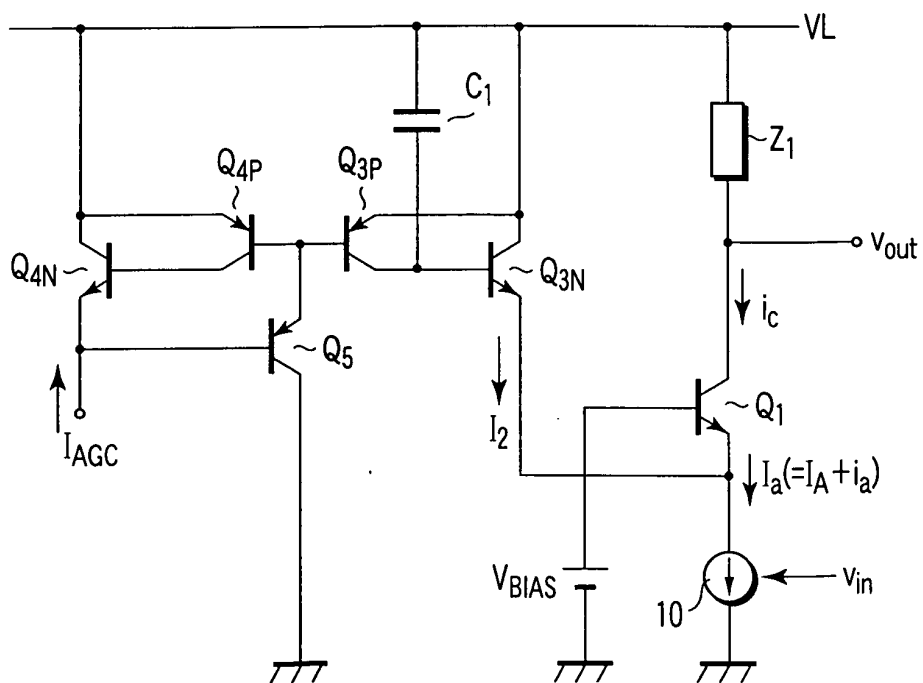 VL
C₁
Z₁
Q₄P
Q₃P
Q₄N
Q₃N
Vout
Q₅
ic
Q₁
I₂
IAGC
Ia(=IA+ia)
VBIAS
10
Vin